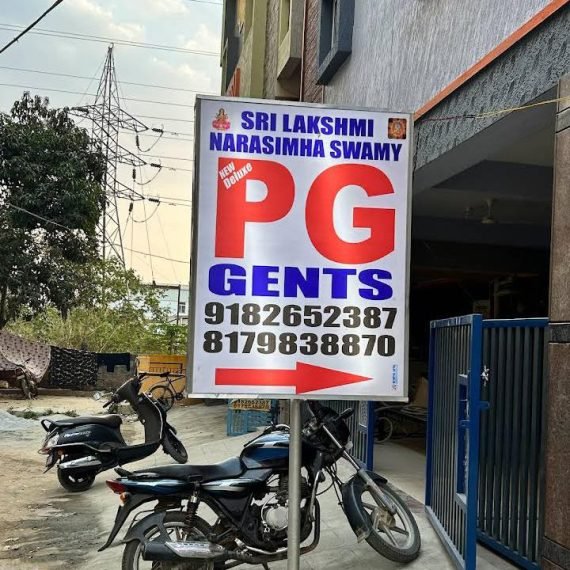 SRI LAKSHMI
NARASIMHA SWAMY
NEW
Deluxe
PG
GENTS
9182652387
8179838870